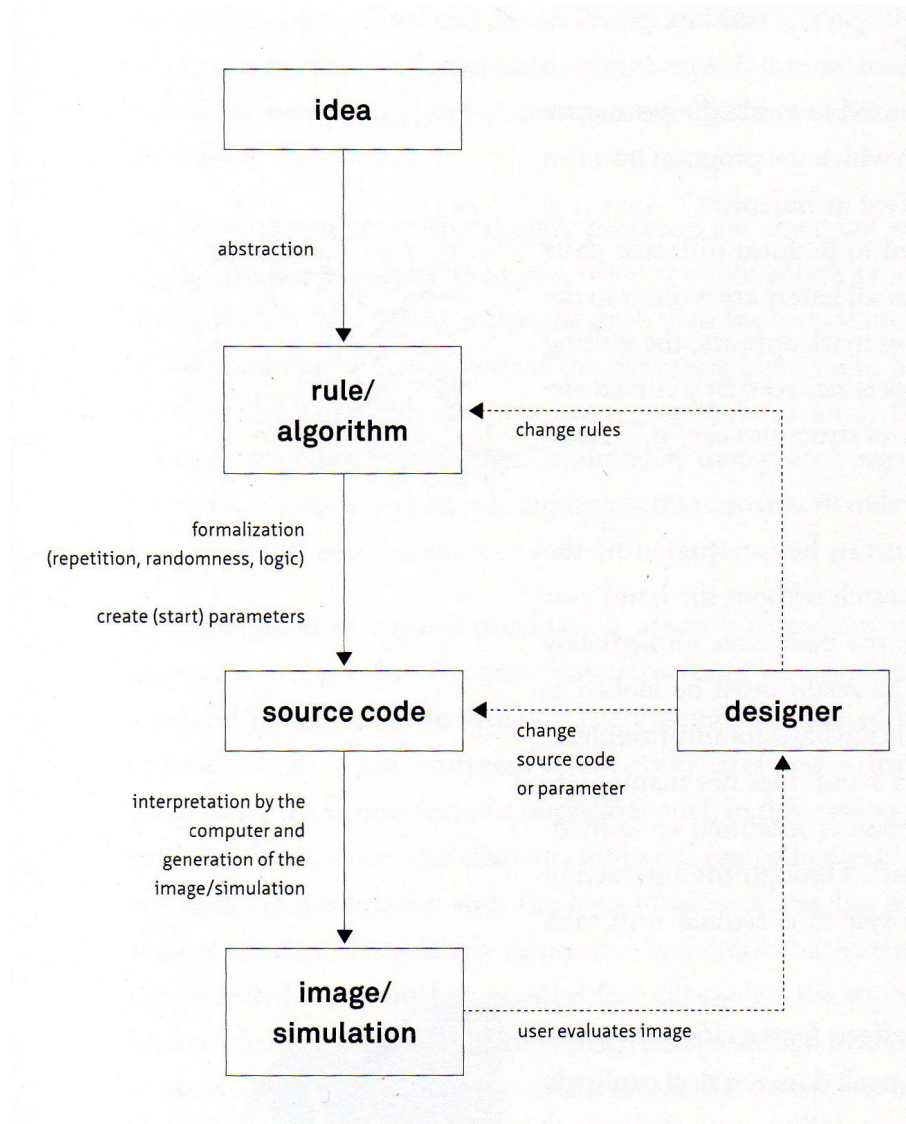 idea
abstraction
rule/
algorithm
change rules
formalization
(repetition, randomness, logic)
create (start) parameters
source code
change
source code
or parameter
designer
interpretation by the
computer and
generation of the
image/simulation
image/
simulation
user evaluates image